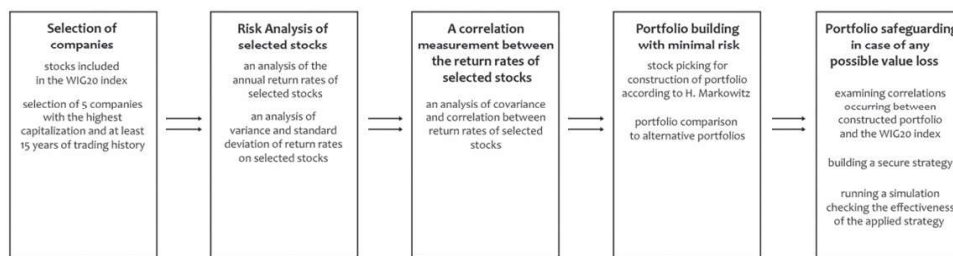 Selection of
companies
stocks included
in the WIG20 index
selection of 5 companies
with the highest
capitalization and at least
15 years of trading history
Risk Analysis of
selected stocks
an analysis of the
annual return rates of
selected stocks
an analysis of
variance and standard
deviation of return rates
on selected stocks
A correlation
measurement between
the return rates of
selected stocks
an analysis of covariance
and correlation between
return rates of selected
stocks
Portfolio building
with minimal risk
stock picking for
construction of portfolio
according to H. Markowitz
portfolio comparison
to alternative portfolios
Portfolio safeguarding
in case of any
possible value loss
examining correlations
occurring between
constructed portfolio
and the WIG20 index
building a secure strategy
running a simulation
checking the effectiveness
of the applied strategy